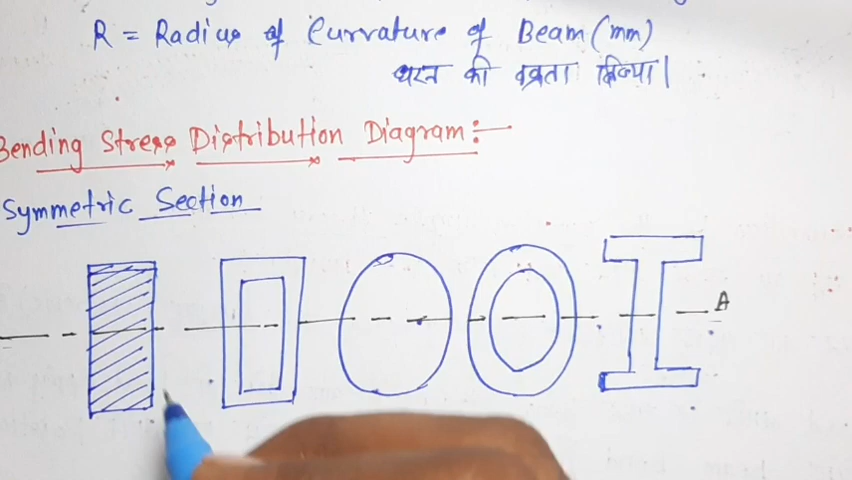 R = Radius of Curvature of Beam (mm)
धरन की वक्रता त्रिज्या |
Bending Stress Distribution Diagram:-
Symmetric Section
A